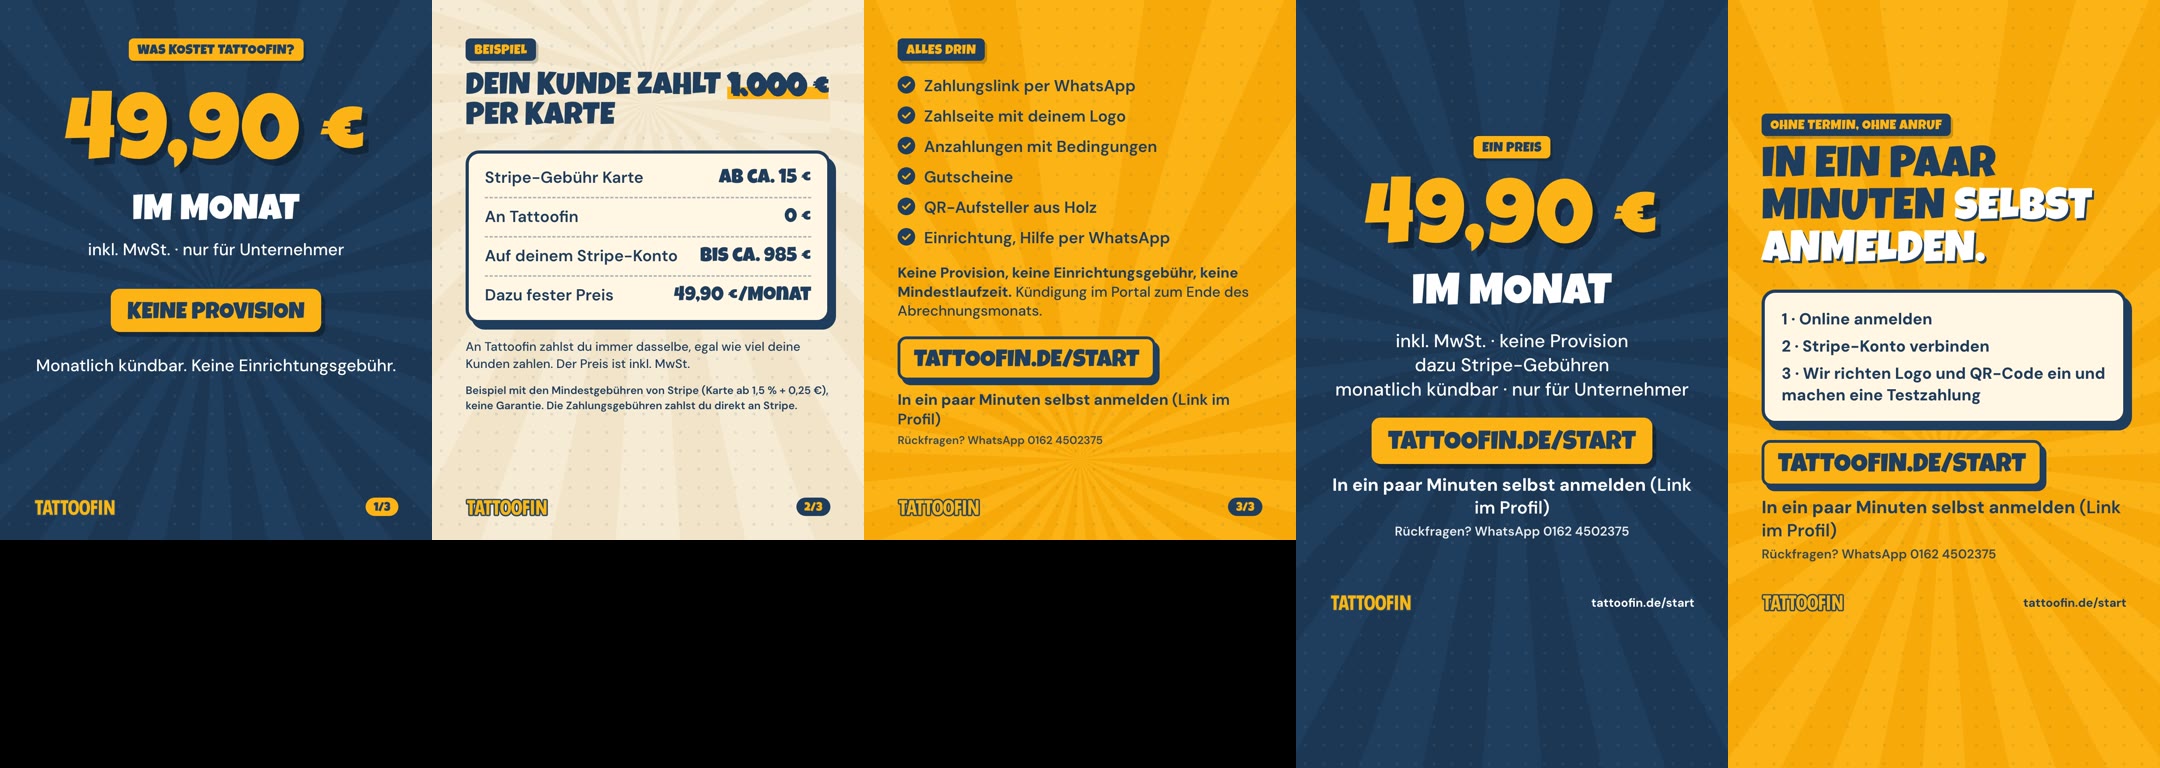 WAS KOSTET TATTOOFIN?
49,90 €
IM MONAT
inkl. MwSt. · nur für Unternehmer
KEINE PROVISION
Monatlich kündbar. Keine Einrichtungsgebühr.
TATTOOFIN
1/3
BEISPIEL
DEIN KUNDE ZAHLT 1.000 €
PER KARTE
Stripe-Gebühr Karte AB CA. 15 €
An Tattoofin 0 €
Auf deinem Stripe-Konto BIS CA. 985 €
Dazu fester Preis 49,90 €/MONAT
An Tattoofin zahlst du immer dasselbe, egal wie viel deine
Kunden zahlen. Der Preis ist inkl. MwSt.
Beispiel mit den Mindestgebühren von Stripe (Karte ab 1,5 % + 0,25 €),
keine Garantie. Die Zahlungsgebühren zahlst du direkt an Stripe.
TATTOOFIN
2/3
ALLES DRIN
Zahlungslink per WhatsApp
Zahlseite mit deinem Logo
Anzahlungen mit Bedingungen
Gutscheine
QR-Aufsteller aus Holz
Einrichtung, Hilfe per WhatsApp
Keine Provision, keine Einrichtungsgebühr, keine
Mindestlaufzeit. Kündigung im Portal zum Ende des
Abrechnungsmonats.
TATTOOFIN.DE/START
In ein paar Minuten selbst anmelden (Link im
Profil)
Rückfragen? WhatsApp 0162 4502375
TATTOOFIN
3/3
EIN PREIS
49,90 €
IM MONAT
inkl. MwSt. · keine Provision
dazu Stripe-Gebühren
monatlich kündbar · nur für Unternehmer
TATTOOFIN.DE/START
In ein paar Minuten selbst anmelden (Link
im Profil)
Rückfragen? WhatsApp 0162 4502375
TATTOOFIN
tattoofin.de/start
OHNE TERMIN, OHNE ANRUF
IN EIN PAAR
MINUTEN SELBST
ANMELDEN.
1 · Online anmelden
2 · Stripe-Konto verbinden
3 · Wir richten Logo und QR-Code ein und
machen eine Testzahlung
TATTOOFIN.DE/START
In ein paar Minuten selbst anmelden (Link
im Profil)
Rückfragen? WhatsApp 0162 4502375
TATTOOFIN
tattoofin.de/start